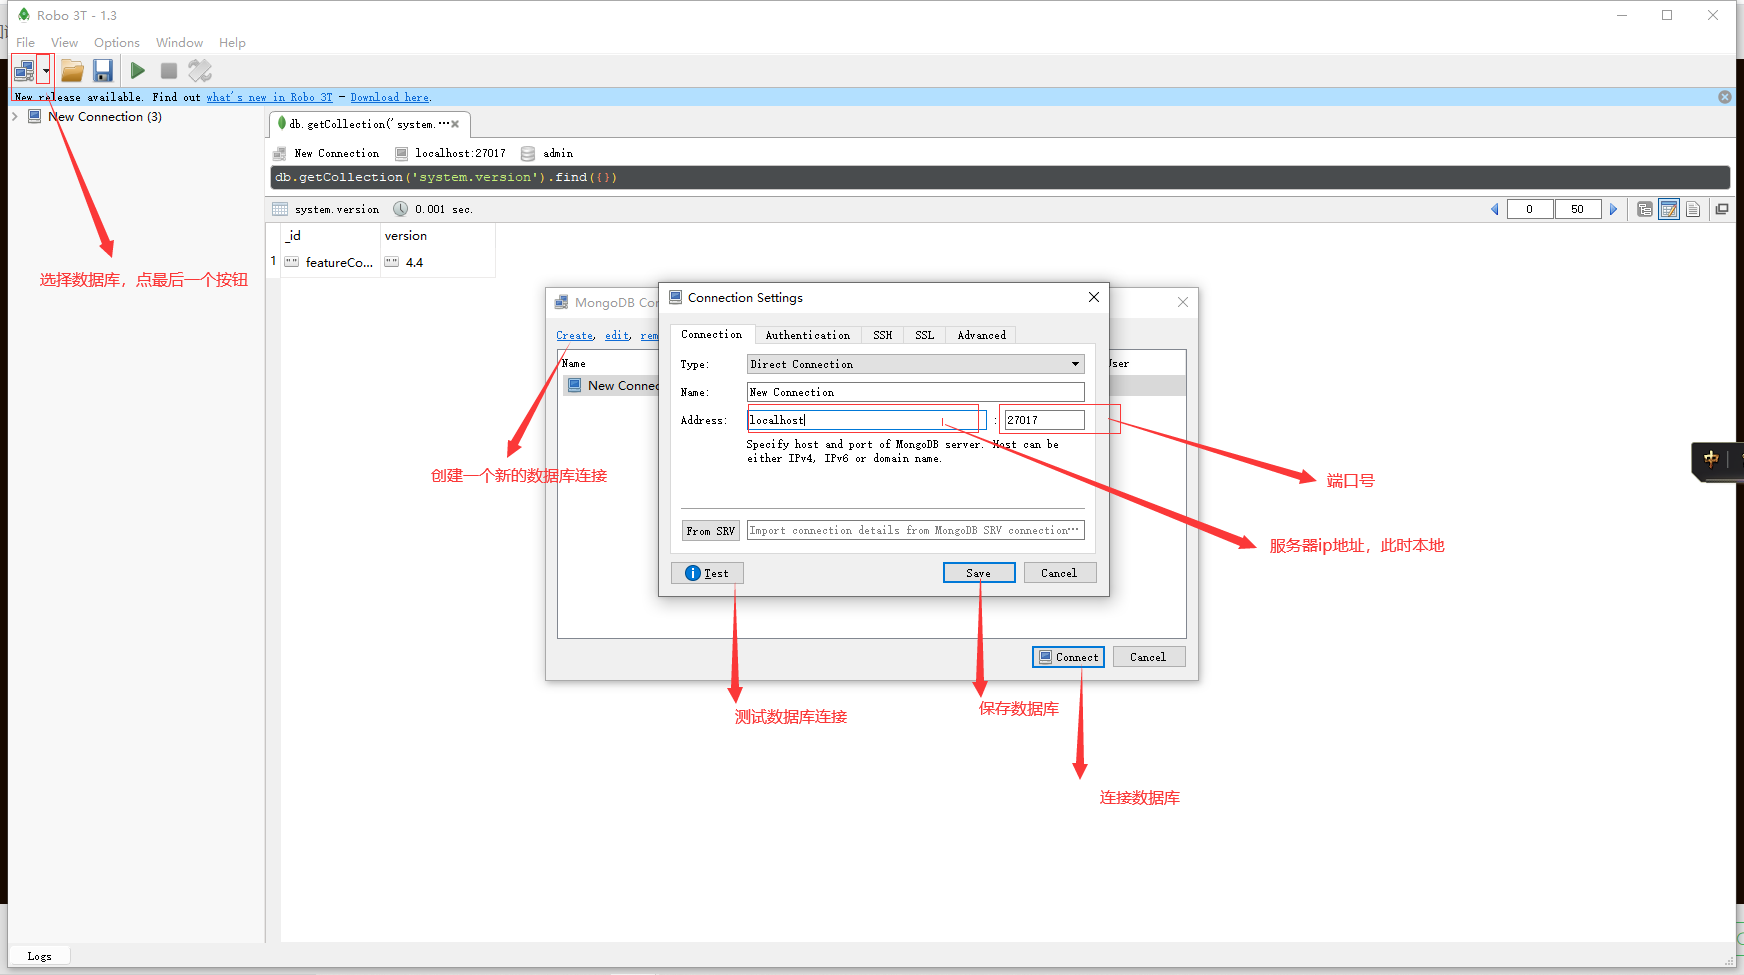 Robo 3T - 1.3
File View Options Window Help
New release available. Find out what's new in Robo 3T - Download here.
New Connection (3)
db.getCollection('system.…
New Connection localhost:27017 admin
db.getCollection('system.version').find({})
system.version 0.001 sec.
0 50
_id version
1 featureCo... 4.4
选择数据库，点最后一个按钮
MongoDB Con
Create, edit, rem
Name
User
New Connec
Connection Settings
Connection Authentication SSH SSL Advanced
Type: Direct Connection
Name: New Connection
Address: localhost : 27017
Specify host and port of MongoDB server. Host can be
either IPv4, IPv6 or domain name.
From SRV Import connection details from MongoDB SRV connection…
Test Save Cancel
Connect Cancel
创建一个新的数据库连接
端口号
服务器ip地址，此时本地
测试数据库连接
保存数据库
连接数据库
中
Logs